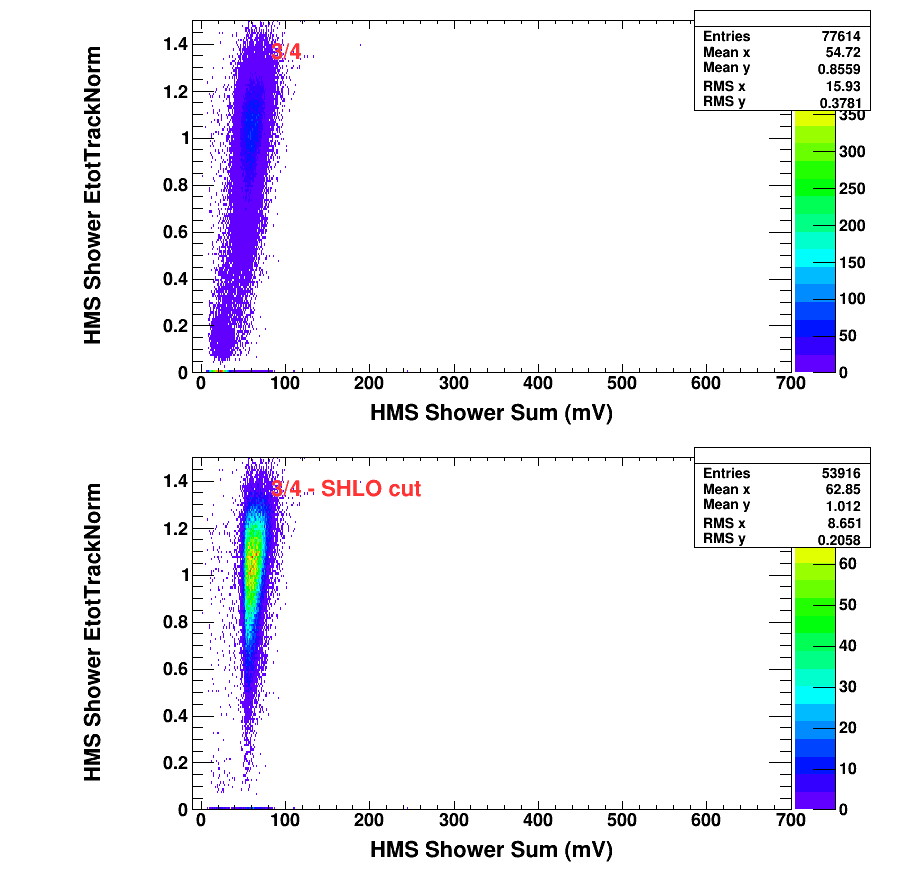 Entries 77614
Mean x 54.72
Mean y 0.8559
RMS x 15.93
RMS y 0.3781
3/4
HMS Shower EtotTrackNorm
1.4
1.2
1
0.8
0.6
0.4
0.2
0
350
300
250
200
150
100
50
0
0 100 200 300 400 500 600 700
HMS Shower Sum (mV)
Entries 53916
Mean x 62.85
Mean y 1.012
RMS x 8.651
RMS y 0.2058
3/4 - SHLO cut
HMS Shower EtotTrackNorm
1.4
1.2
1
0.8
0.6
0.4
0.2
0
60
50
40
30
20
10
0
0 100 200 300 400 500 600 700
HMS Shower Sum (mV)